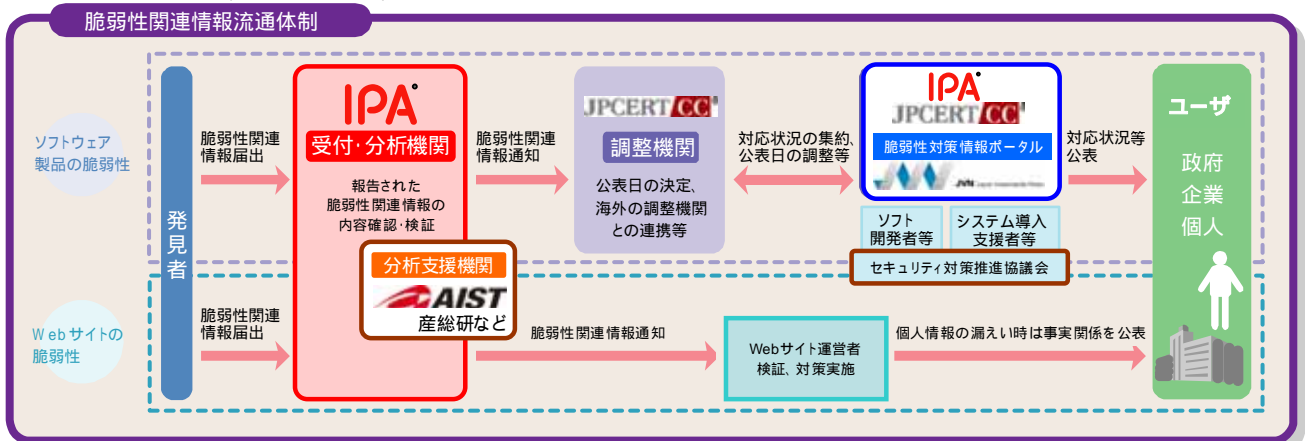 脆弱性関連情報流通体制
ソフトウェア
製品の脆弱性
発見者
脆弱性関連
情報届出
IPA
受付・分析機関
報告された
脆弱性関連情報の
内容確認・検証
分析支援機関
AIST
産総研など
脆弱性関連
情報通知
JPCERT/CC®
調整機関
公表日の決定、
海外の調整機関
との連携等
対応状況の集約、
公表日の調整等
IPA
JPCERT/CC®
脆弱性対策情報ポータル
JVN
ソフト
開発者等
システム導入
支援者等
セキュリティ対策推進協議会
対応状況等
公表
ユーザ
政府
企業
個人
Webサイトの
脆弱性
脆弱性関連
情報届出
脆弱性関連情報通知
Webサイト運営者
検証、対策実施
個人情報の漏えい時は事実関係を公表